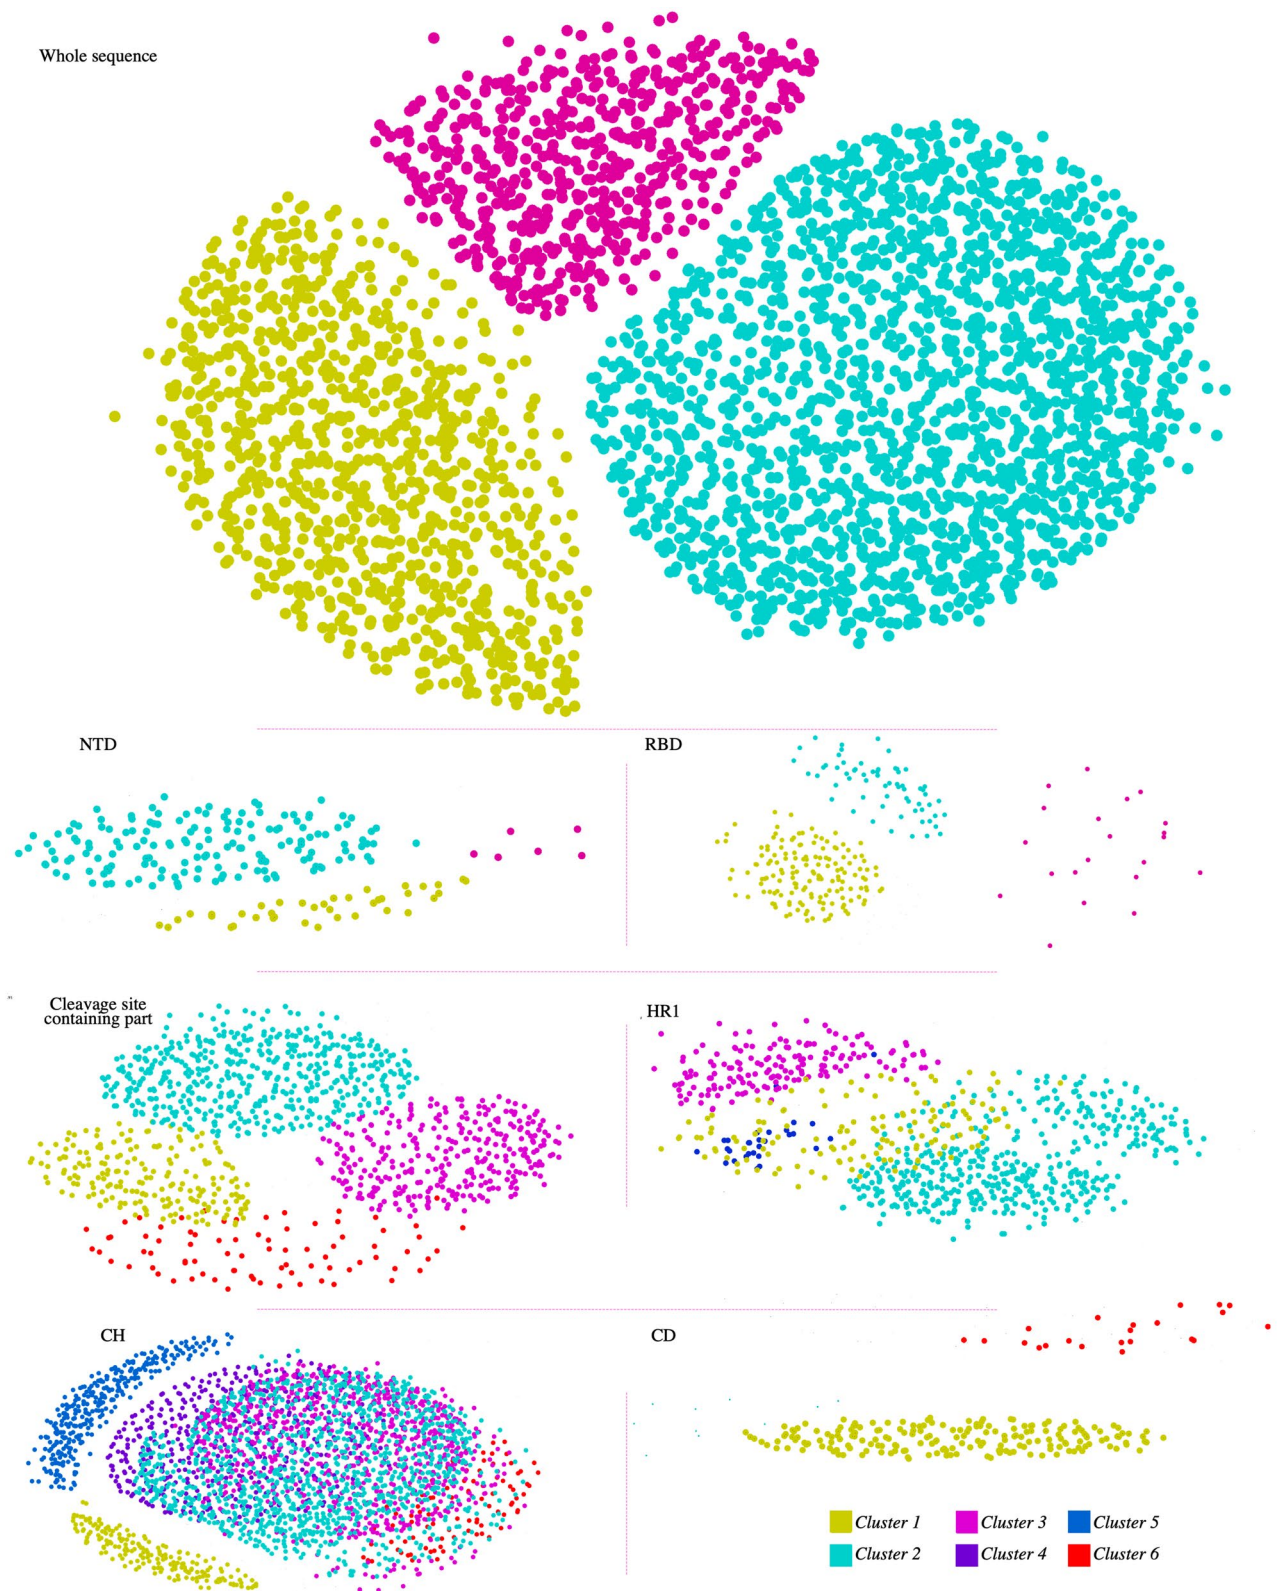 Whole sequence
NTD
RBD
Cleavage site
containing part
HR1
CH
CD
Cluster 1
Cluster 3
Cluster 5
Cluster 2
Cluster 4
Cluster 6